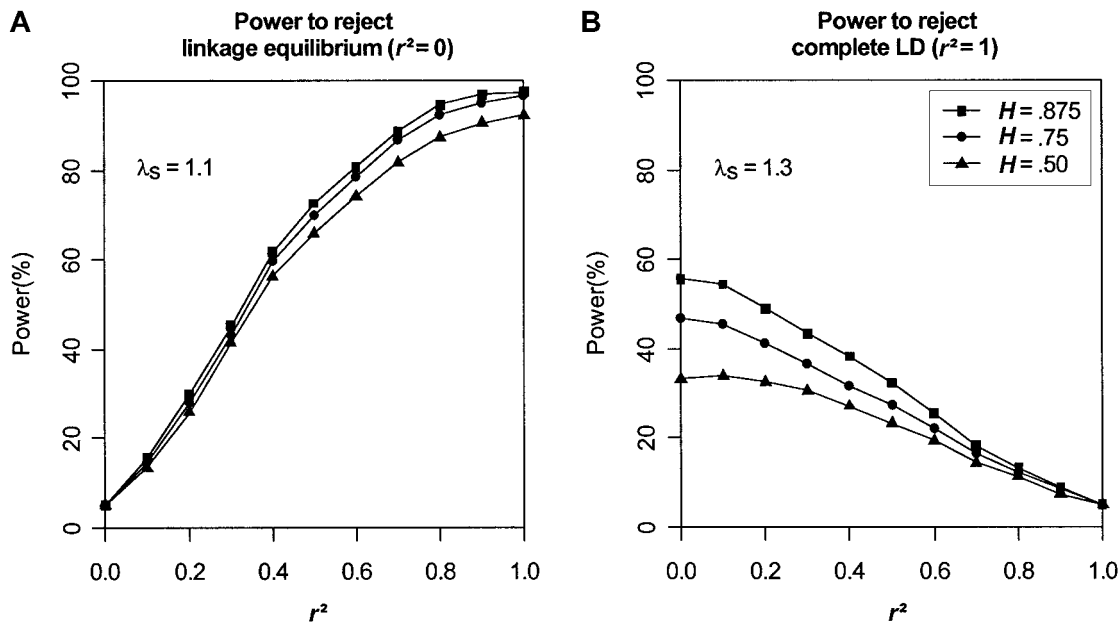 A
Power to reject
linkage equilibrium (r² = 0)
λS = 1.1
Power(%)
100
80
60
40
20
0
0.0 0.2 0.4 0.6 0.8 1.0
r²
B
Power to reject
complete LD (r² = 1)
λS = 1.3
H = .875
H = .75
H = .50
Power(%)
100
80
60
40
20
0
0.0 0.2 0.4 0.6 0.8 1.0
r²